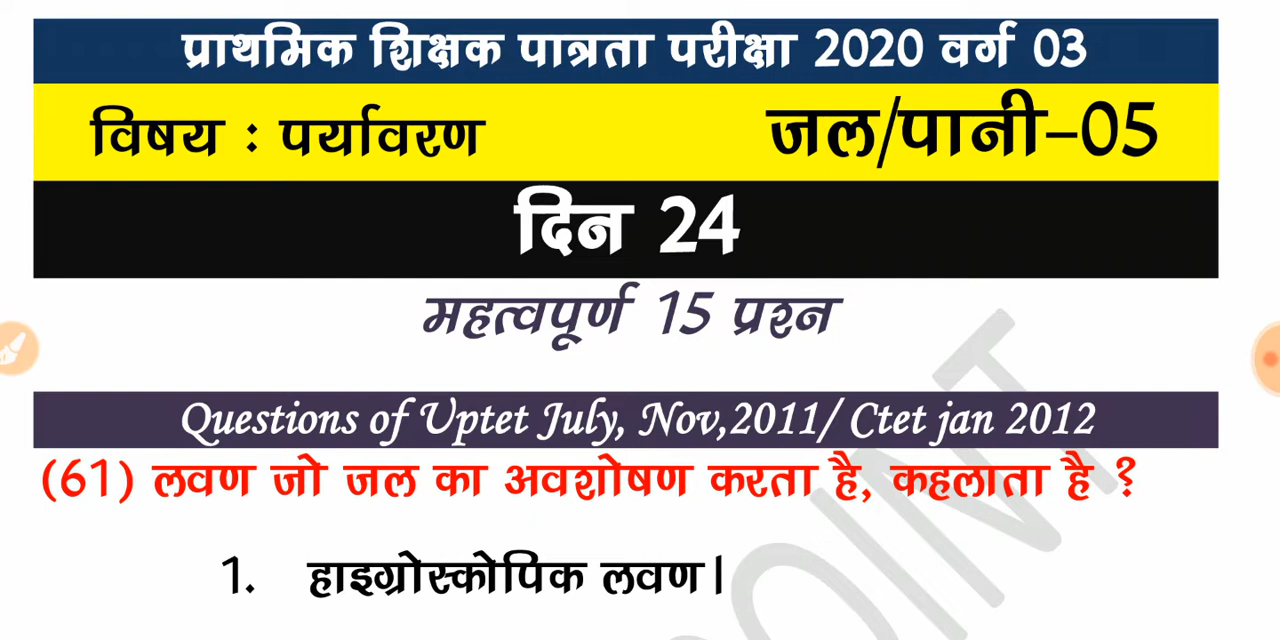 प्राथमिक शिक्षक पात्रता परीक्षा 2020 वर्ग 03
विषय : पर्यावरण
जल/पानी–05
दिन 24
महत्वपूर्ण 15 प्रश्न
Questions of Uptet July, Nov,2011/ Ctet jan 2012
(61) लवण जो जल का अवशोषण करता है, कहलाता है ?
1. हाइग्रोस्कोपिक लवण।
POINT